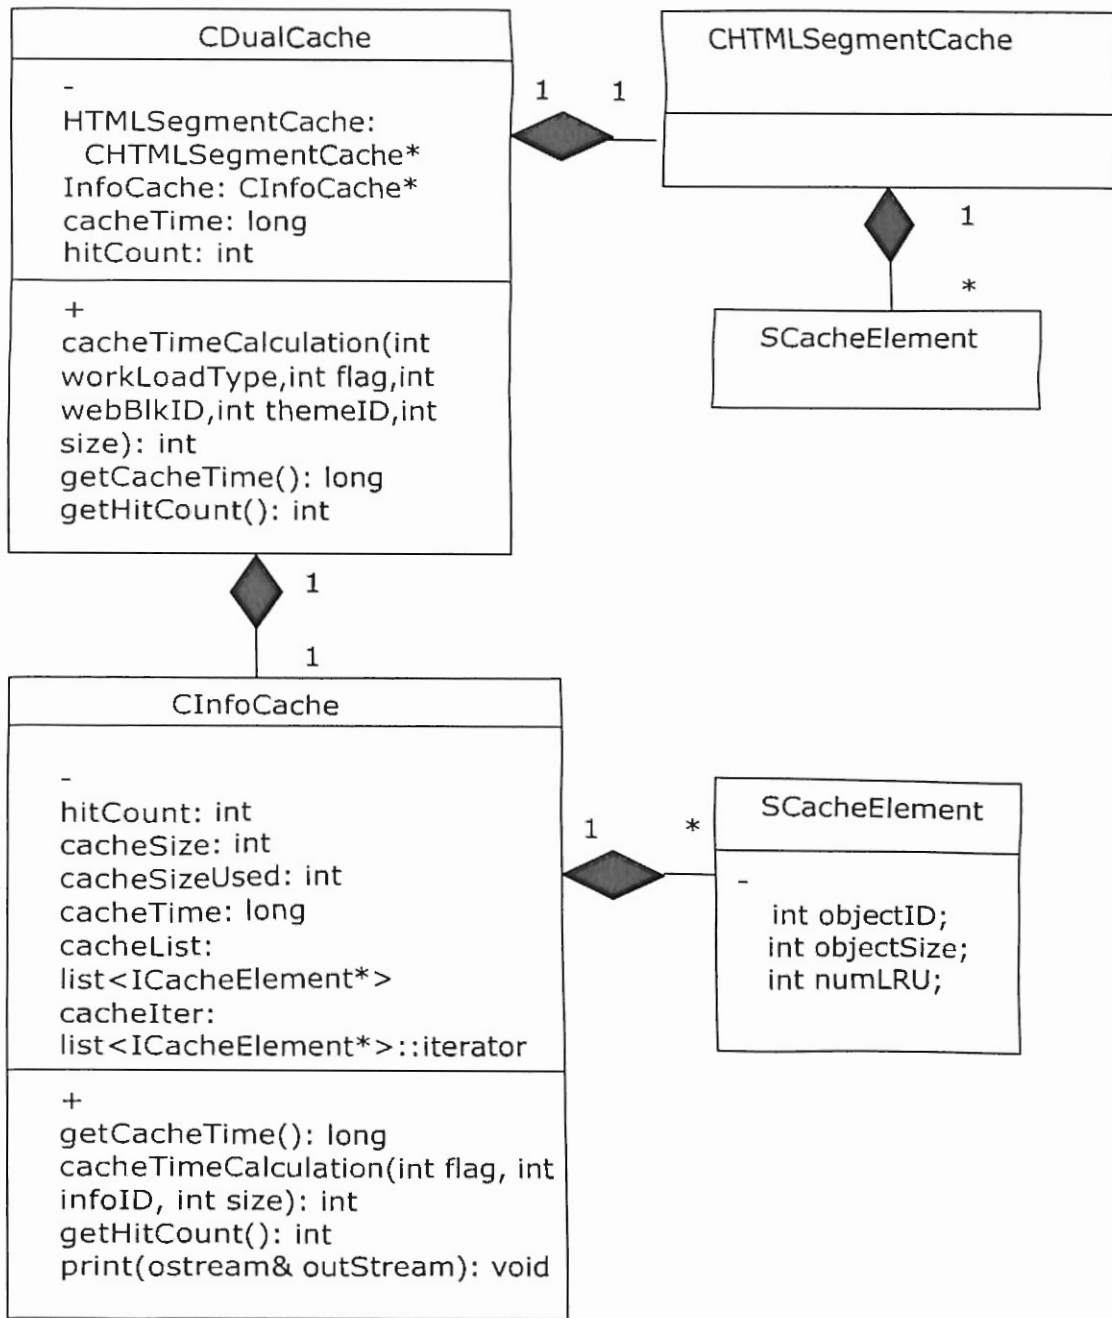 CDualCache
-
HTMLSegmentCache:
CHTMLSegmentCache*
InfoCache: CInfoCache*
cacheTime: long
hitCount: int
+
cacheTimeCalculation(int
workLoadType,int flag,int
webBlkID,int themeID,int
size): int
getCacheTime(): long
getHitCount(): int
1 1
CHTMLSegmentCache
1
*
SCacheElement
1
1
CInfoCache
-
hitCount: int
cacheSize: int
cacheSizeUsed: int
cacheTime: long
cacheList:
list<ICacheElement*>
cacheIter:
list<ICacheElement*>::iterator
+
getCacheTime(): long
cacheTimeCalculation(int flag, int
infoID, int size): int
getHitCount(): int
print(ostream& outStream): void
1 *
SCacheElement
-
int objectID;
int objectSize;
int numLRU;